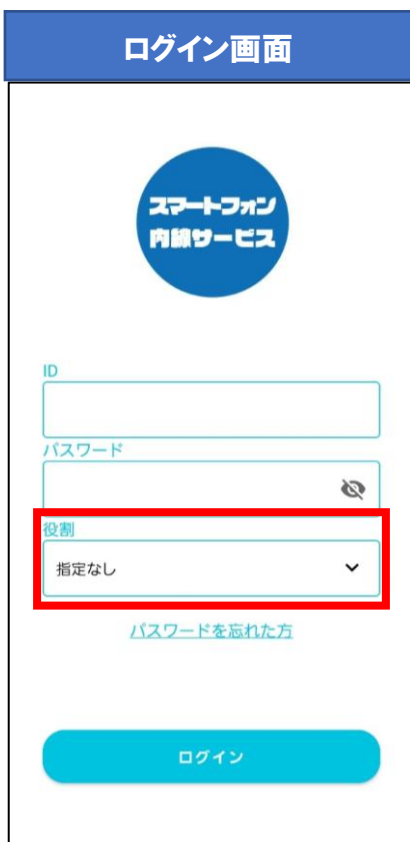 ログイン画面
スマートフォン
内線サービス
ID
パスワード
役割
指定なし
パスワードを忘れた方
ログイン